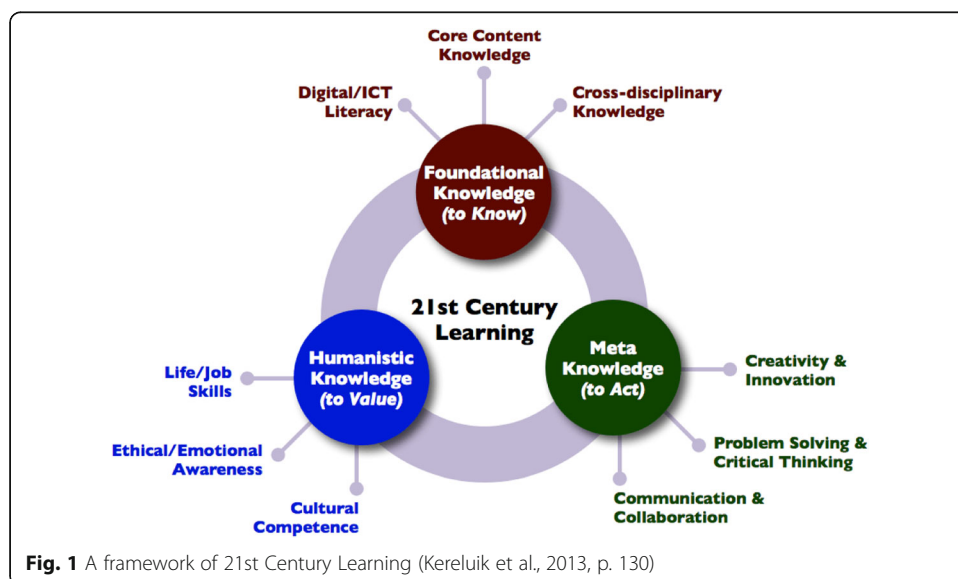 Core Content
Knowledge
Digital/ICT
Literacy
Cross-disciplinary
Knowledge
Foundational
Knowledge
(to Know)
21st Century
Learning
Humanistic
Knowledge
(to Value)
Meta
Knowledge
(to Act)
Life/Job
Skills
Ethical/Emotional
Awareness
Cultural
Competence
Creativity &
Innovation
Problem Solving &
Critical Thinking
Communication &
Collaboration
Fig. 1 A framework of 21st Century Learning (Kereluik et al., 2013, p. 130)